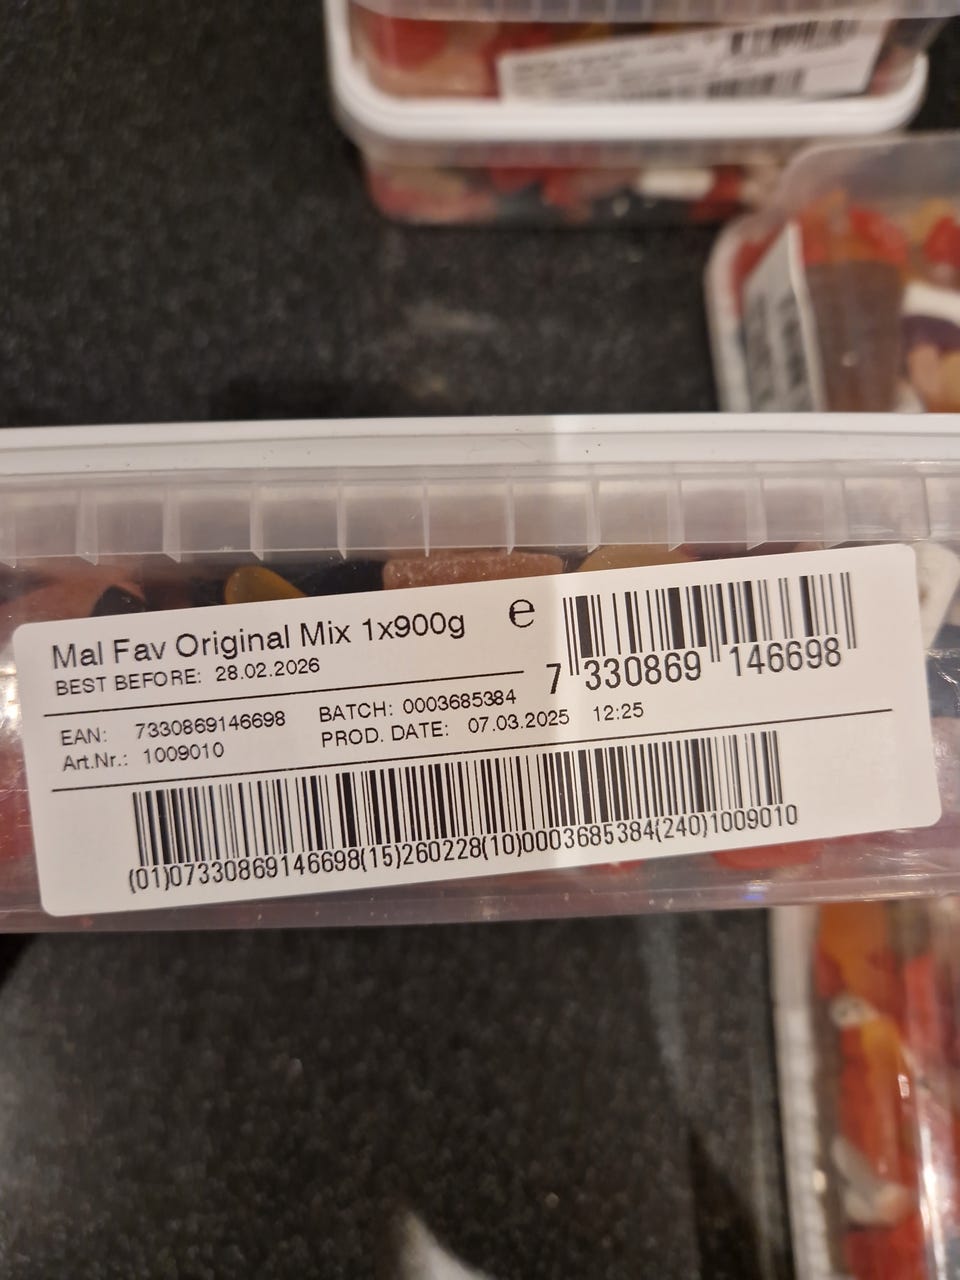 Mal Fav Original Mix 1x900g e
BEST BEFORE: 28.02.2026
7 330869 146698
EAN: 7330869146698 BATCH: 0003685384
Art.Nr.: 1009010 PROD. DATE: 07.03.2025 12:25
(01)07330869146698(15)260228(10)0003685384(240)1009010